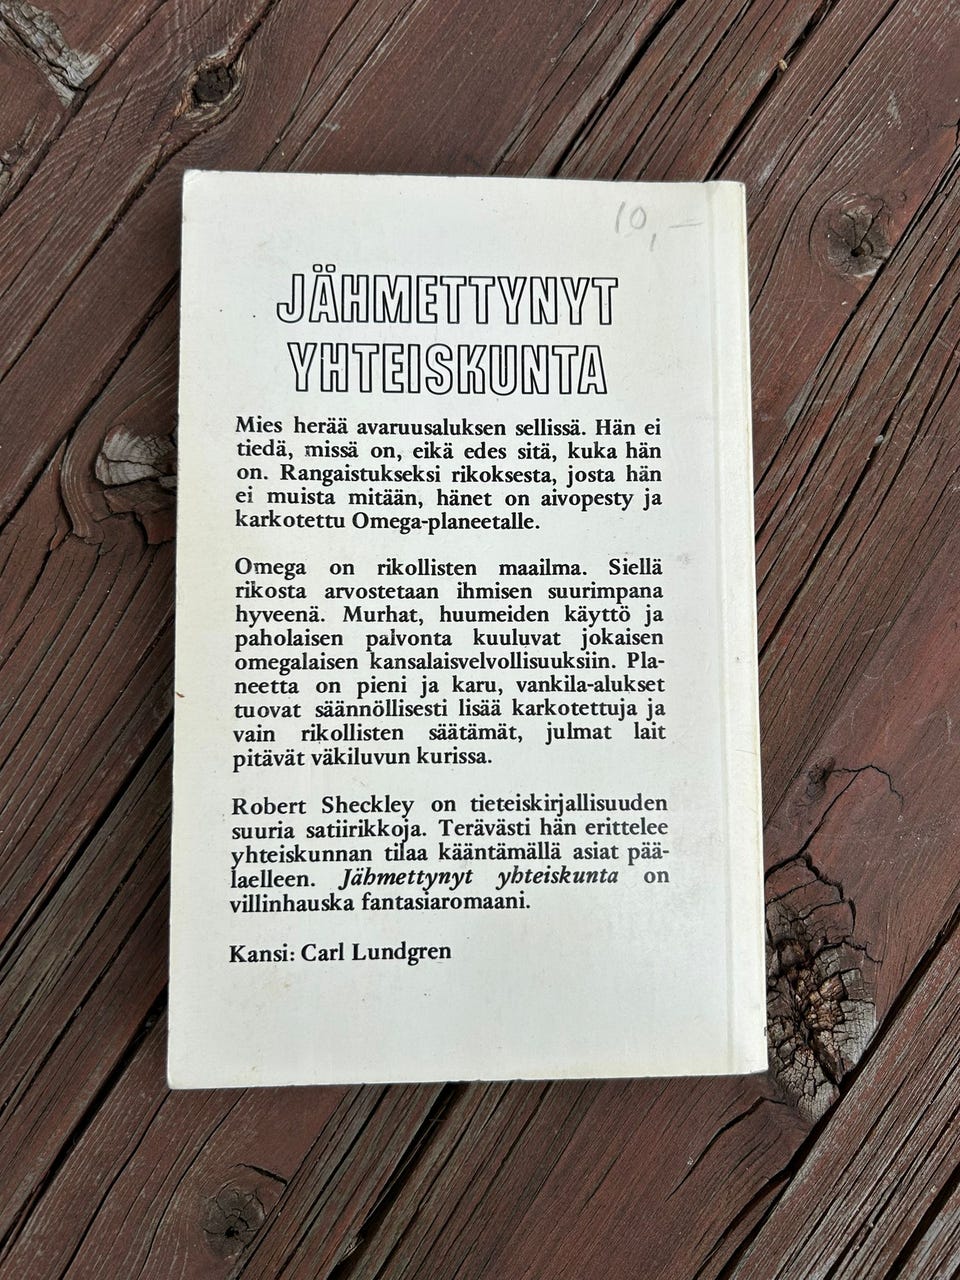 10,-
JÄHMETTYNYT
YHTEISKUNTA
Mies herää avaruusaluksen sellissä. Hän ei
tiedä, missä on, eikä edes sitä, kuka hän
on. Rangaistukseksi rikoksesta, josta hän
ei muista mitään, hänet on aivopesty ja
karkotettu Omega-planeetalle.
Omega on rikollisten maailma. Siellä
rikosta arvostetaan ihmisen suurimpana
hyveenä. Murhat, huumeiden käyttö ja
paholaisen palvonta kuuluvat jokaisen
omegalaisen kansalaisvelvollisuuksiin. Pla-
neetta on pieni ja karu, vankila-alukset
tuovat säännöllisesti lisää karkotettuja ja
vain rikollisten säätämät, julmat lait
pitävät väkiluvun kurissa.
Robert Sheckley on tieteiskirjallisuuden
suuria satiirikkoja. Terävästi hän erittelee
yhteiskunnan tilaa kääntämällä asiat pää-
laelleen. Jähmettynyt yhteiskunta on
villinhauska fantasiaromaani.
Kansi: Carl Lundgren